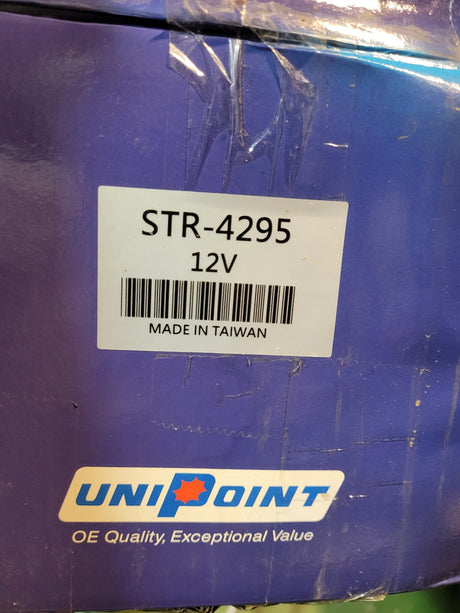 STR-4295
12V
MADE IN TAIWAN
UNIPOINT
OE Quality, Exceptional Value